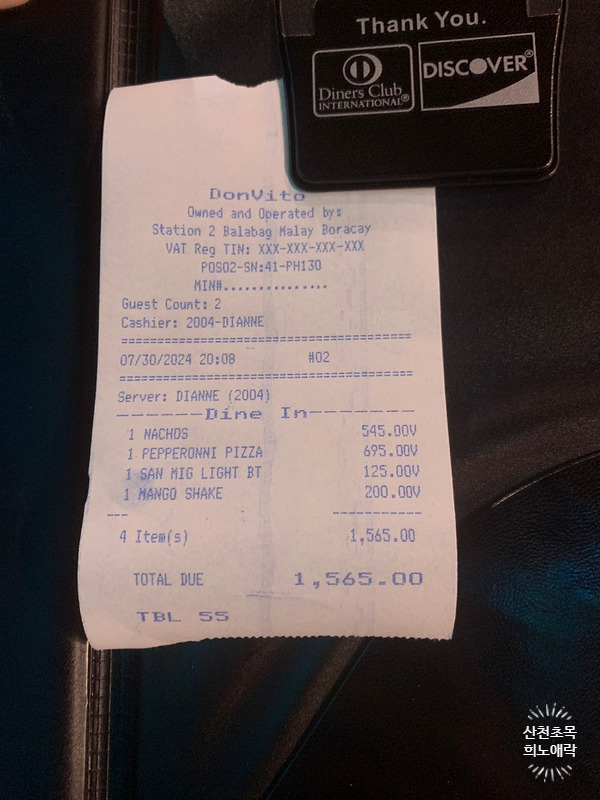 Thank You.
Diners Club
INTERNATIONAL®
DISCOVER®
DonVito
Owned and Operated by:
Station 2 Balabag Malay Boracay
VAT Reg TIN: XXX-XXX-XXX-XXX
POS02-SN:41-PH130
MIN#................
Guest Count: 2
Cashier: 2004-DIANNE
==========================================
07/30/2024 20:08 #02
==========================================
Server: DIANNE (2004)
------Dine In-------
1 NACHOS 545.00V
1 PEPPERONNI PIZZA 695.00V
1 SAN MIG LIGHT BT 125.00V
1 MANGO SHAKE 200.00V
--- ------------
4 Item(s) 1,565.00
TOTAL DUE 1,565.00
TBL 55
산천초목
희노애락